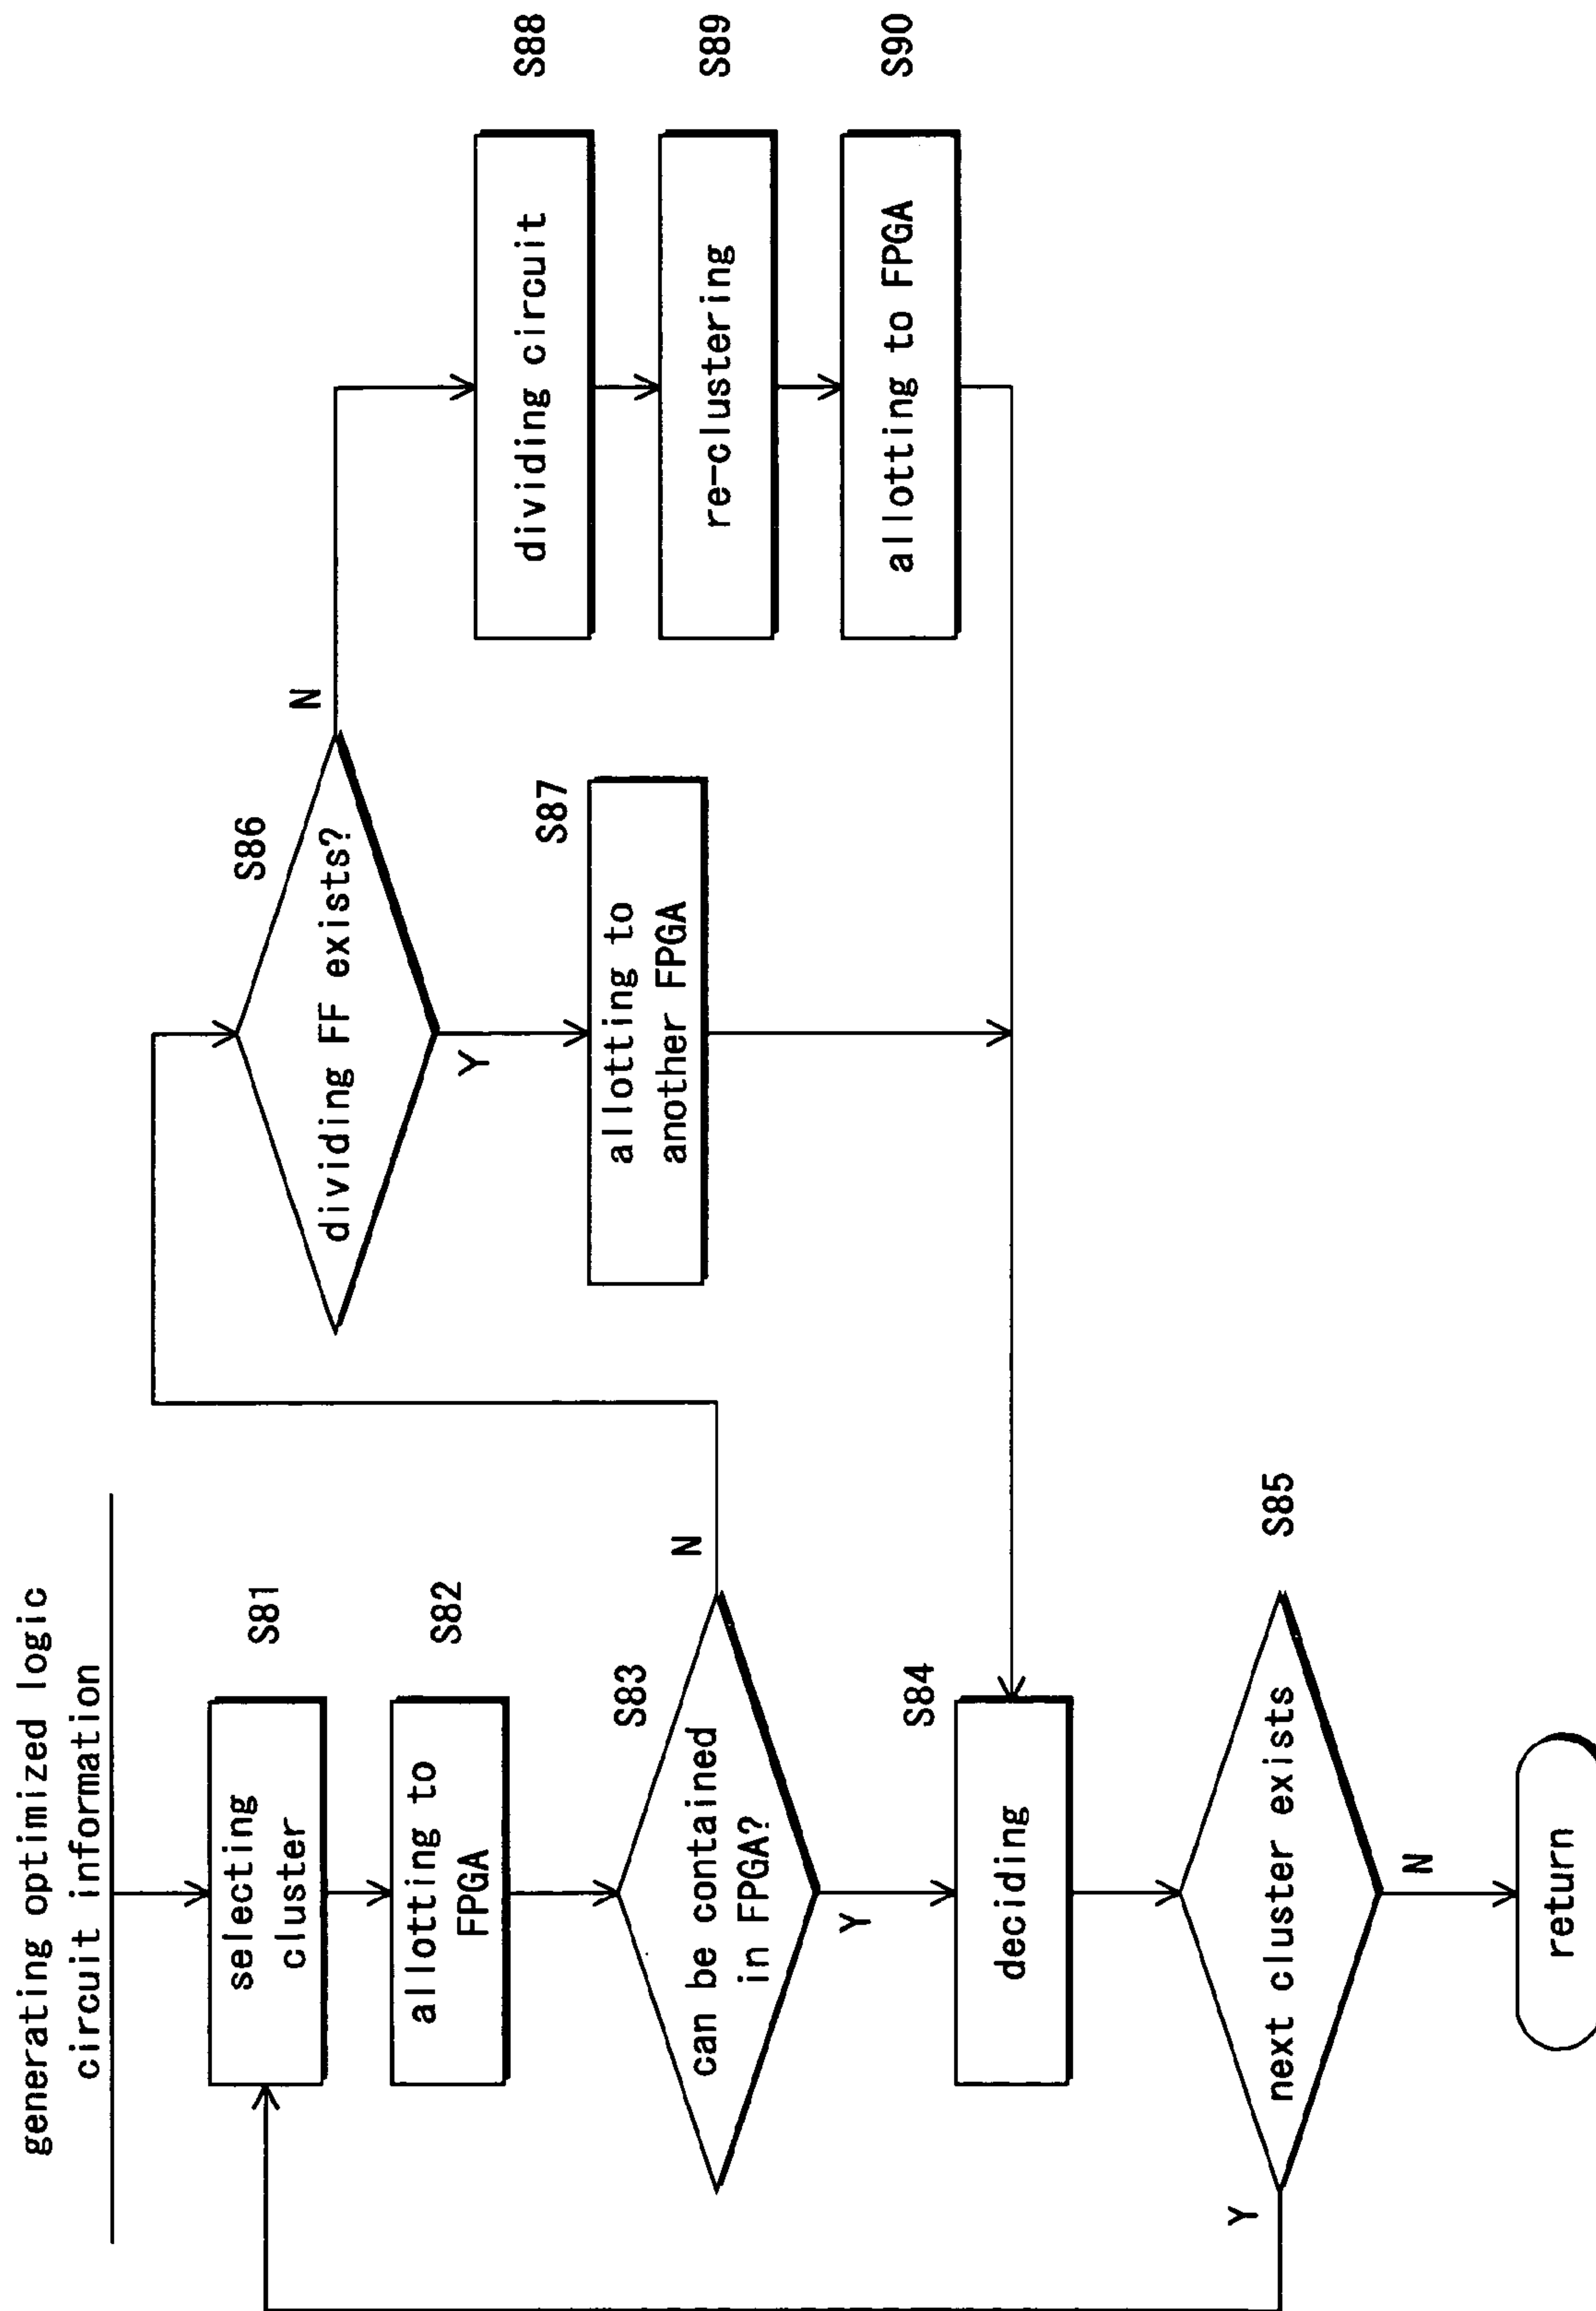 generating optimized logic
circuit information
selecting
cluster
S81
allotting to
FPGA
S82
can be contained
in FPGA?
S83
N
Y
deciding
S84
next cluster exists
S85
Y
N
return
dividing FF exists?
S86
N
Y
allotting to
another FPGA
S87
dividing circuit
S88
re-clustering
S89
allotting to FPGA
S90